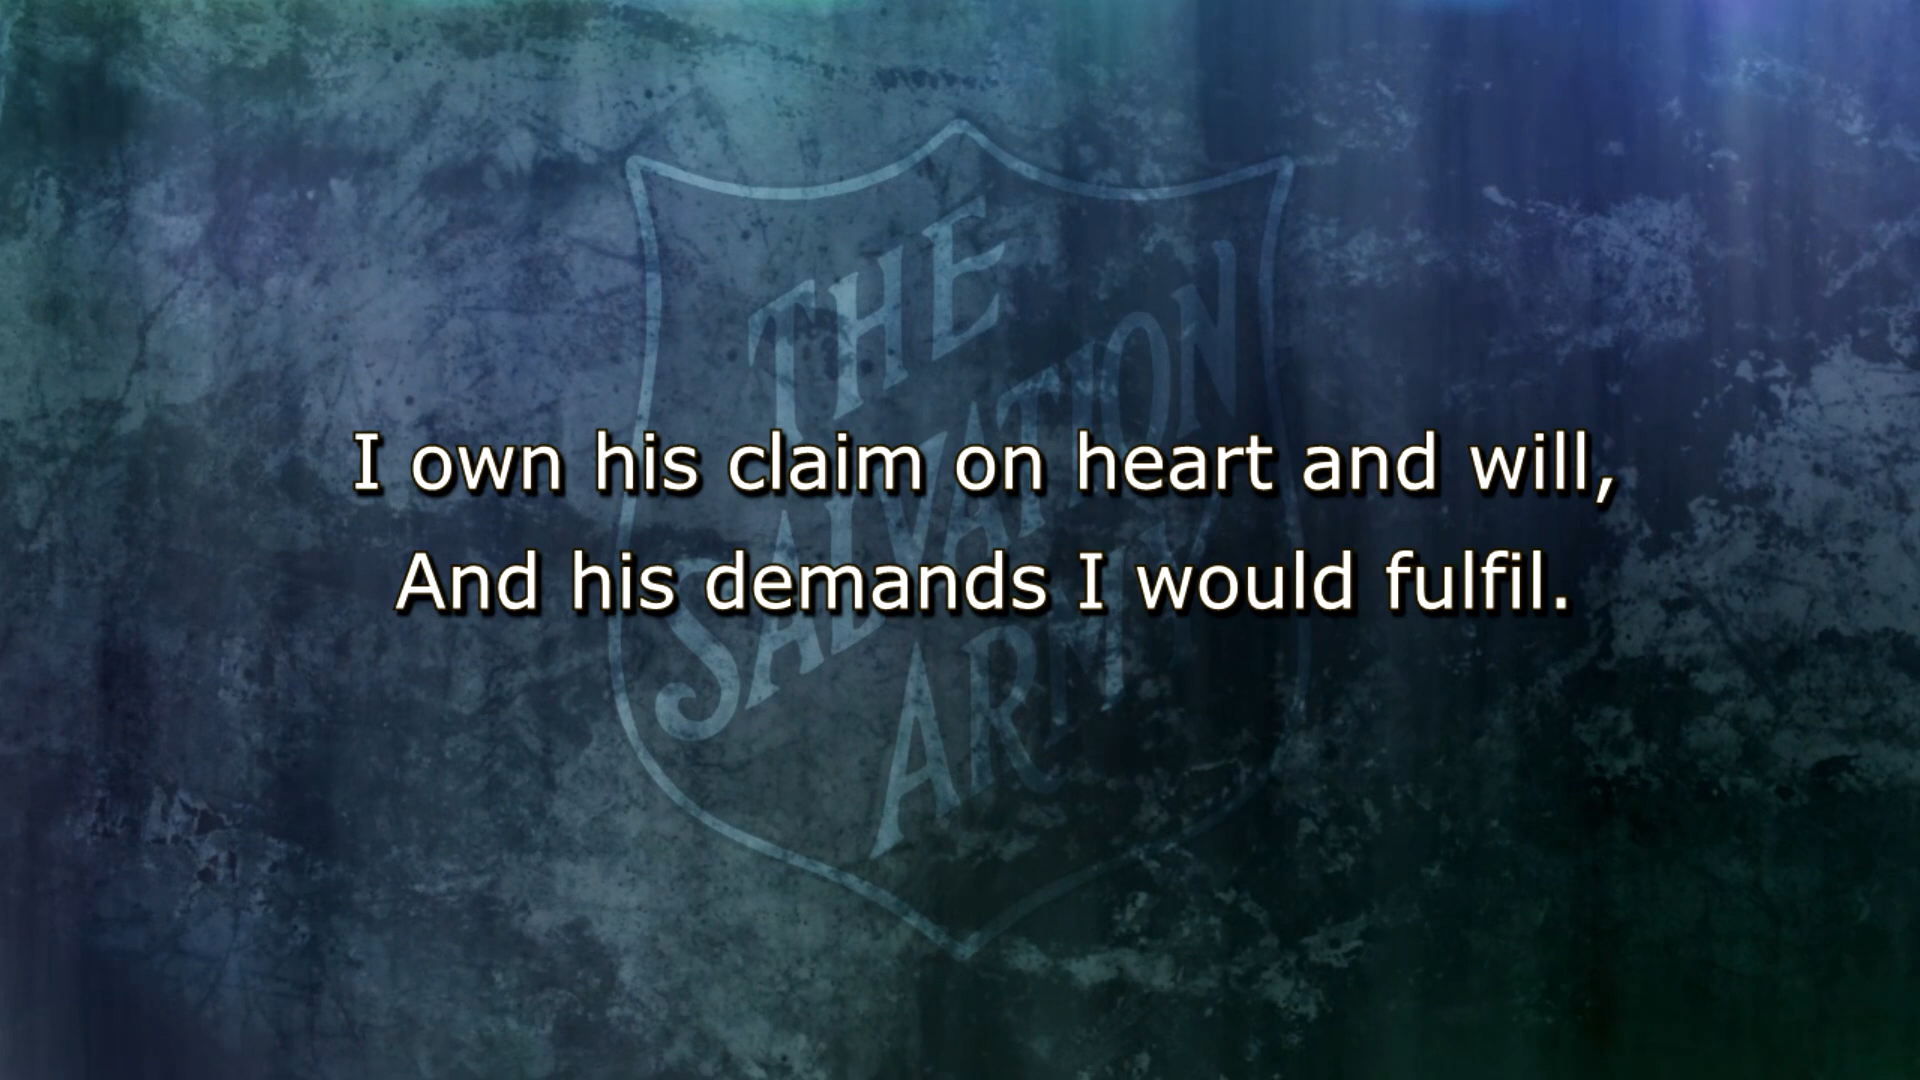 THE
SALVATION
ARMY
I own his claim on heart and will,
And his demands I would fulfil.